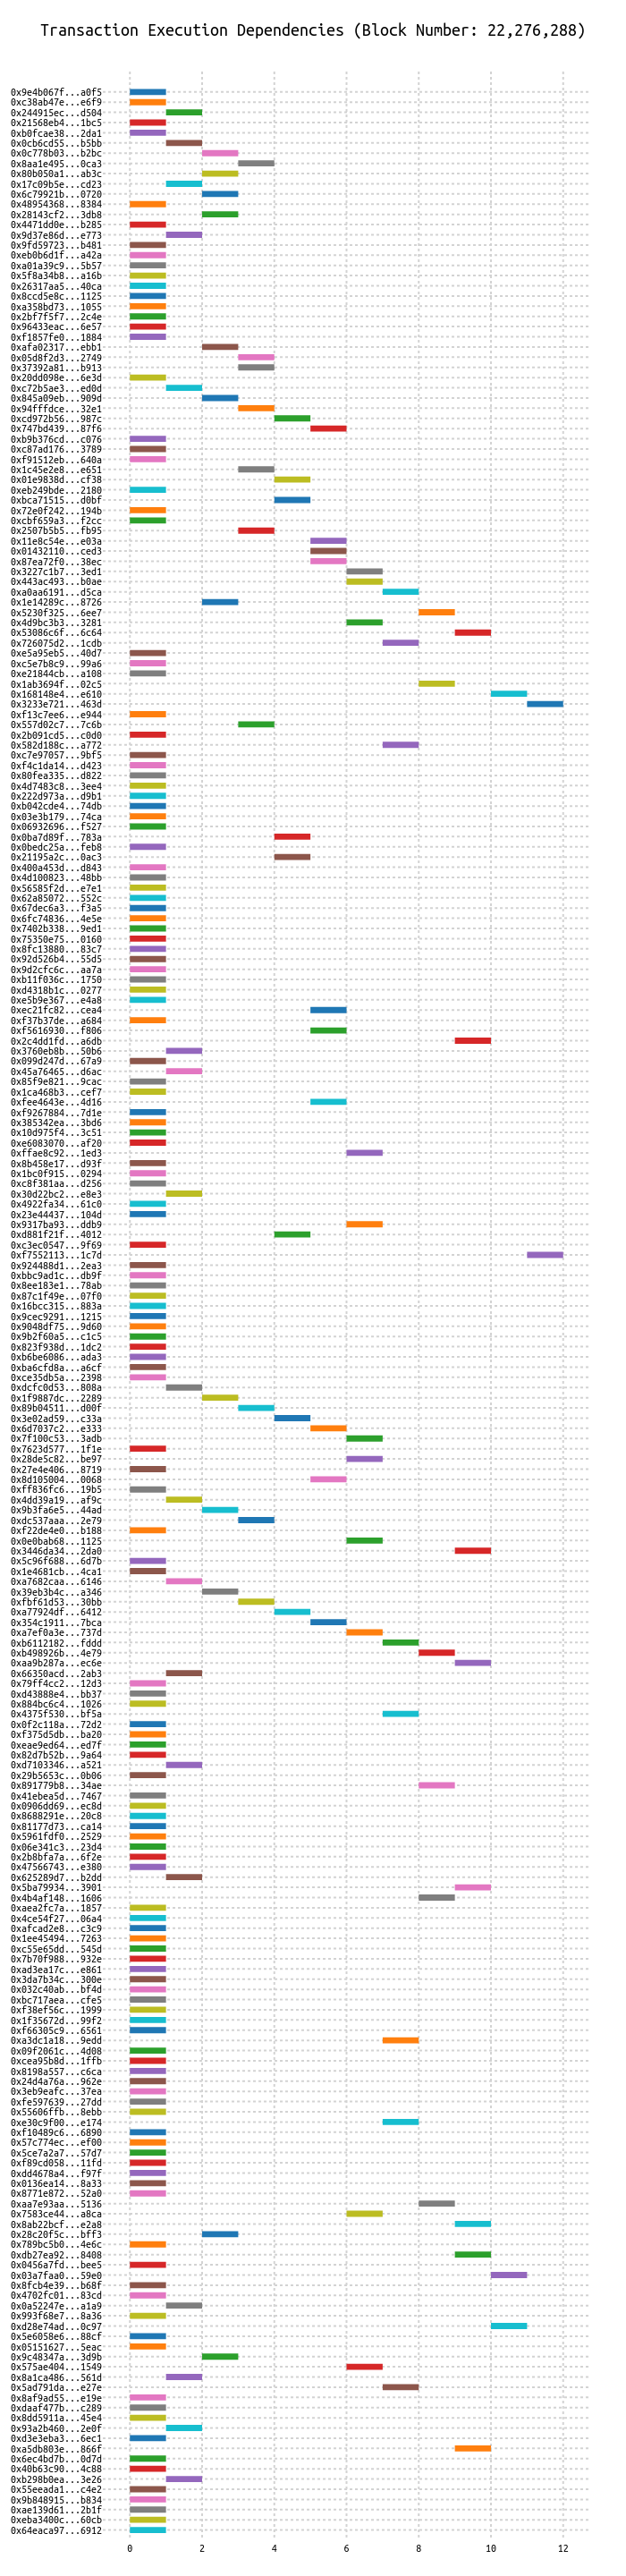 Transaction Execution Dependencies (Block Number: 22,276,288)
0x9e4b067f...a0f5
0xc38ab47e...e6f9
0x244915ec...d504
0x21568eb4...1bc5
0xb0fcae38...2da1
0x0cb6cd55...b5bb
0x0c778b03...b2bc
0x8aa1e495...0ca3
0x80b050a1...ab3c
0x17c09b5e...cd23
0x6c79921b...0720
0x48954368...8384
0x28143cf2...3db8
0x4471dd0e...b285
0x9d37e86d...e773
0x9fd59723...b481
0xeb0b6d1f...a42a
0xa01a39c9...5b57
0x5f8a34b8...a16b
0x26317aa5...40ca
0x8ccd5e8c...1125
0xa358bd73...1055
0x2bf7f5f7...2c4e
0x96433eac...6e57
0xf1857fe0...1884
0xafa02317...ebb1
0x05d8f2d3...2749
0x37392a81...b913
0x20dd098e...6e3d
0xc72b5ae3...ed0d
0x845a09eb...909d
0x94fffdce...32e1
0xcd972b56...987c
0x747bd439...87f6
0xb9b376cd...c076
0xc87ad176...3789
0xf91512eb...640a
0x1c45e2e8...e651
0x01e9838d...cf38
0xeb249bde...2180
0xbca71515...d0bf
0x72e0f242...194b
0xcbf659a3...f2cc
0x2507b5b5...fb95
0x11e8c54e...e03a
0x01432110...ced3
0x87ea72f0...38ec
0x3227c1b7...3ed1
0x443ac493...b0ae
0xa0aa6191...d5ca
0x1e14289c...8726
0x5230f325...6ee7
0x4d9bc3b3...3281
0x53086c6f...6c64
0x726075d2...1cdb
0xe5a95eb5...40d7
0xc5e7b8c9...99a6
0xe21844cb...a108
0x1ab3694f...02c5
0x168148e4...e610
0x3233e721...463d
0xf13c7ee6...e944
0x557d02c7...7c6b
0x2b091cd5...c0d0
0x582d188c...a772
0xc7e97057...9bf5
0xf4c1da14...d423
0x80fea335...d822
0x4d7483c8...3ee4
0x222d973a...d9b1
0xb042cde4...74db
0x03e3b179...74ca
0x06932696...f527
0x0ba7d89f...783a
0x0bedc25a...feb8
0x21195a2c...0ac3
0x400a453d...d843
0x4d100823...48bb
0x56585f2d...e7e1
0x62a85072...552c
0x67dec6a3...f3a5
0x6fc74836...4e5e
0x7402b338...9ed1
0x75350e75...0160
0x8fc13880...83c7
0x92d526b4...55d5
0x9d2cfc6c...aa7a
0xb11f036c...1750
0xd4318b1c...0277
0xe5b9e367...e4a8
0xec21fc82...cea4
0xf37b37de...a684
0xf5616930...f806
0x2c4dd1fd...a6db
0x3760eb8b...50b6
0x099d247d...67a9
0x45a76465...d6ac
0x85f9e821...9cac
0x1ca468b3...cef7
0xfee4643e...4d16
0xf9267884...7d1e
0x385342ea...3bd6
0x10d975f4...3c51
0xe6083070...af20
0xffae8c92...1ed3
0x8b458e17...d93f
0x1bc0f915...0294
0xc8f381aa...d256
0x30d22bc2...e8e3
0x4922fa34...61c0
0x23e44437...104d
0x9317ba93...ddb9
0xd881f21f...4012
0xc3ec0547...9f69
0xf7552113...1c7d
0x924488d1...2ea3
0xbbc9ad1c...db9f
0x8ee183e1...78ab
0x87c1f49e...07f0
0x16bcc315...883a
0x9cec9291...1215
0x9048df75...9d60
0x9b2f60a5...c1c5
0x823f938d...1dc2
0xb6be6086...ada3
0xba6cfd8a...a6cf
0xce35db5a...2398
0xdcfc0d53...808a
0x1f9887dc...2289
0x89b04511...d00f
0x3e02ad59...c33a
0x6d7037c2...e333
0x7f100c53...3adb
0x7623d577...1f1e
0x28de5c82...be97
0x27e4e406...8719
0x8d105004...0068
0xff836fc6...19b5
0x4dd39a19...af9c
0x9b3fa6e5...44ad
0xdc537aaa...2e79
0xf22de4e0...b188
0x0e0bab68...1125
0x3446da34...2da0
0x5c96f688...6d7b
0x1e4681cb...4ca1
0xa7682caa...6146
0x39eb3b4c...a346
0xfbf61d53...30bb
0xa77924df...6412
0x354c1911...7bca
0xa7ef0a3e...737d
0xb6112182...fddd
0xb498926b...4e79
0xaa9b287a...ec6e
0x66350acd...2ab3
0x79ff4cc2...12d3
0xd43888e4...bb37
0x884bc6c4...1026
0x4375f530...bf5a
0x0f2c118a...72d2
0xf375d5db...ba20
0xeae9ed64...ed7f
0x82d7b52b...9a64
0xd7103346...a521
0x29b5653c...0b06
0x891779b8...34ae
0x41ebea5d...7467
0x0906dd69...ec8d
0x8688291e...20c8
0x81177d73...ca14
0x5961fdf0...2529
0x06e341c3...23d4
0x2b8bfa7a...6f2e
0x47566743...e380
0x625289d7...b2dd
0x5ba79934...3901
0x4b4af148...1606
0xaea2fc7a...1857
0x4ce54f27...06a4
0xafcad2e8...c3c9
0x1ee45494...7263
0xc55e65dd...545d
0x7b70f988...932e
0xad3ea17c...e861
0x3da7b34c...300e
0x032c40ab...bf4d
0xbc717aea...cfe5
0xf38ef56c...1999
0x1f35672d...99f2
0xf66305c9...6561
0xa3dc1a18...9edd
0x09f2061c...4d08
0xcea95b8d...1ffb
0x8198a557...c6ca
0x24d4a76a...962e
0x3eb9eafc...37ea
0xfe597639...27dd
0x55606ffb...8ebb
0xe30c9f00...e174
0xf10489c6...6890
0x57c774ec...ef00
0x5ce7a2a7...57d7
0xf89cd058...11fd
0xdd4678a4...f97f
0x0136ea14...8a33
0x8771e872...52a0
0xaa7e93aa...5136
0x7583ce44...a8ca
0x8ab22bcf...e2a8
0x28c20f5c...bff3
0x789bc5b0...4e6c
0xdb27ea92...8408
0x0456a7fd...bee5
0x03a7faa0...59e0
0x8fcb4e39...b68f
0x4702fc01...83cd
0x0a52247e...a1a9
0x993f68e7...8a36
0xd28e74ad...0c97
0x5e6058e6...88cf
0x05151627...5eac
0x9c48347a...3d9b
0x575ae404...1549
0x8a1ca486...561d
0x5ad791da...e27e
0x8af9ad55...e19e
0xdaaf477b...c289
0x8dd5911a...45e4
0x93a2b460...2e0f
0xd3e3eba3...6ec1
0xa5db803e...866f
0x6ec4bd7b...0d7d
0x40b63c90...4c88
0xb298b0ea...3e26
0x55eeada1...c4e2
0x9b848915...b834
0xae139d61...2b1f
0xeba3400c...60cb
0x64eaca97...6912
0 2 4 6 8 10 12